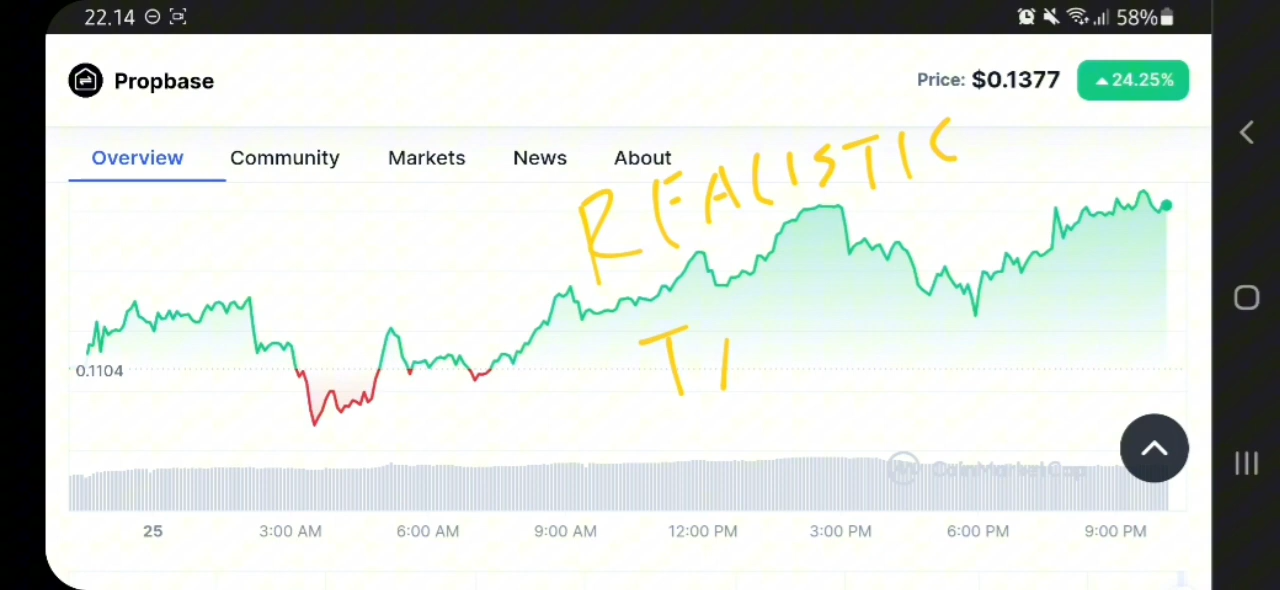 22.14 58%
Propbase Price: $0.1377 24.25%
Overview Community Markets News About
REALISTIC
TI
0.1104
CoinMarketCap
25 3:00 AM 6:00 AM 9:00 AM 12:00 PM 3:00 PM 6:00 PM 9:00 PM